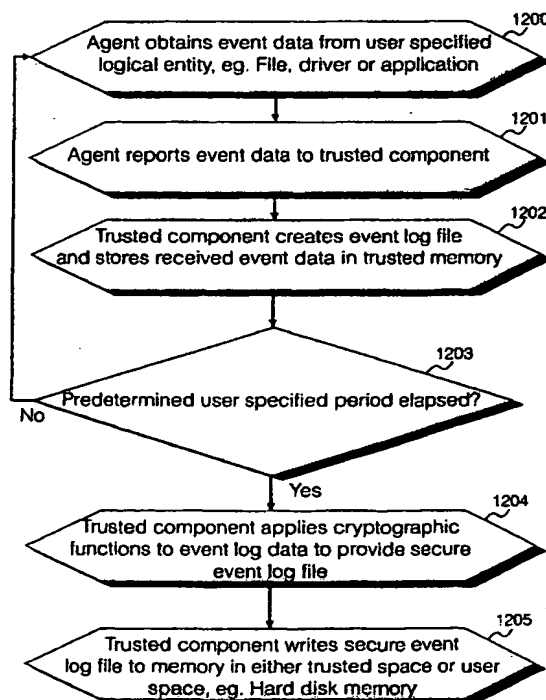 1200
Agent obtains event data from user specified
logical entity, eg. File, driver or application
1201
Agent reports event data to trusted component
1202
Trusted component creates event log file
and stores received event data in trusted memory
1203
Predetermined user specified period elapsed?
No
Yes
1204
Trusted component applies cryptographic
functions to event log data to provide secure
event log file
1205
Trusted component writes secure event
log file to memory in either trusted space or user
space, eg. Hard disk memory